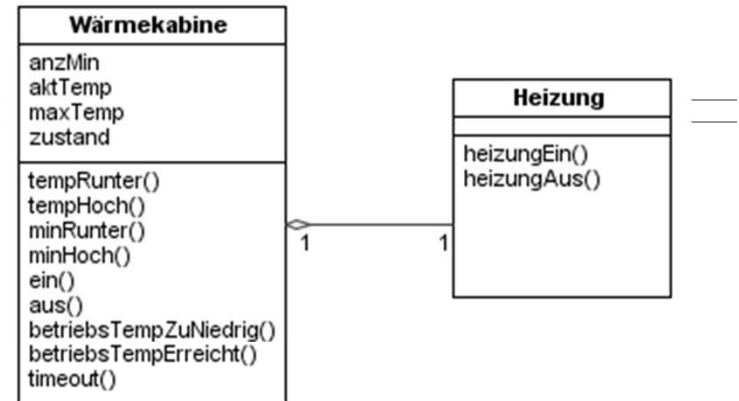 Wärmekabine
anzMin
aktTemp
maxTemp
zustand
tempRunter()
tempHoch()
minRunter()
minHoch()
ein()
aus()
betriebsTempZuNiedrig()
betriebsTempErreicht()
timeout()
1
1
Heizung
heizungEin()
heizungAus()